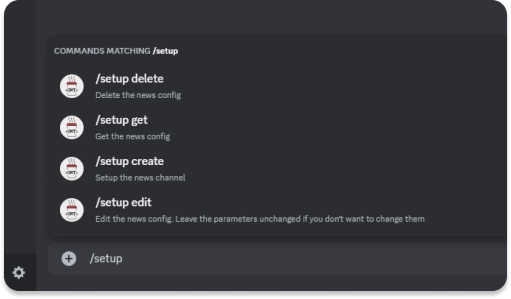 COMMANDS MATCHING /setup
/setup delete
Delete the news config
/setup get
Get the news config
/setup create
Setup the news channel
/setup edit
Edit the news config. Leave the parameters unchanged if you don't want to change them
/setup